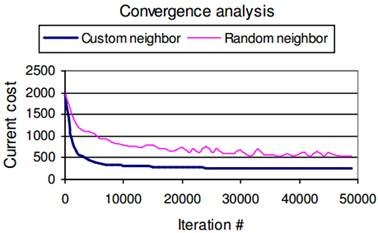 Convergence analysis
Custom neighbor Random neighbor
2500
2000
1500
1000
500
0
Current cost
0 10000 20000 30000 40000 50000
Iteration #